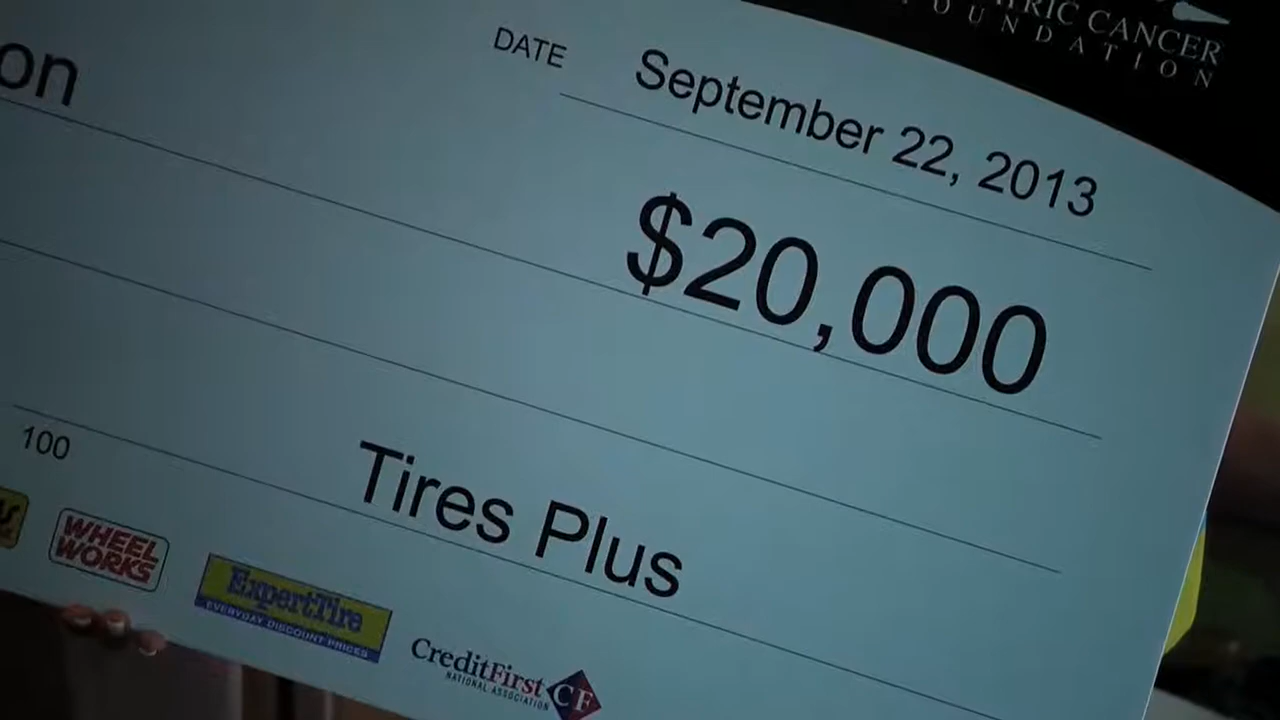 CANCER
FOUNDATION
DATE September 22, 2013
on
$20,000
100
Tires Plus
WHEEL
WORKS
ExpertTire
EVERYDAY DISCOUNT PRICES
CreditFirst
NATIONAL ASSOCIATION
CF